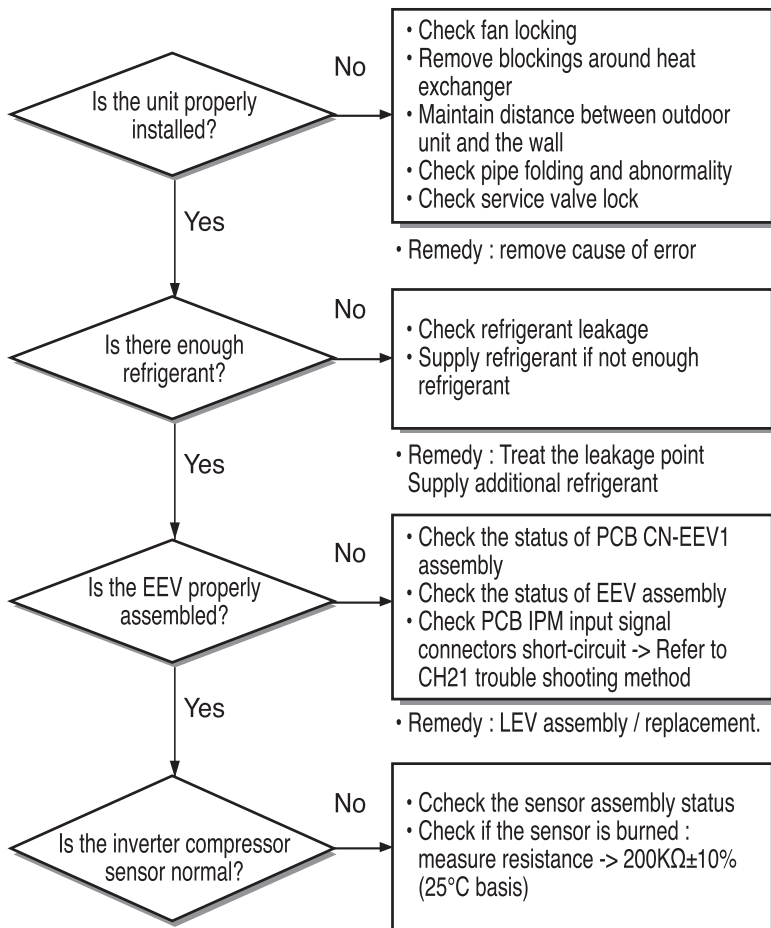 Is the unit properly
installed?
No
• Check fan locking
• Remove blockings around heat
exchanger
• Maintain distance between outdoor
unit and the wall
• Check pipe folding and abnormality
• Check service valve lock
• Remedy : remove cause of error
Yes
Is there enough
refrigerant?
No
• Check refrigerant leakage
• Supply refrigerant if not enough
refrigerant
• Remedy : Treat the leakage point
Supply additional refrigerant
Yes
Is the EEV properly
assembled?
No
• Check the status of PCB CN-EEV1
assembly
• Check the status of EEV assembly
• Check PCB IPM input signal
connectors short-circuit -> Refer to
CH21 trouble shooting method
• Remedy : LEV assembly / replacement.
Yes
Is the inverter compressor
sensor normal?
No
• Ccheck the sensor assembly status
• Check if the sensor is burned :
measure resistance -> 200KΩ±10%
(25°C basis)